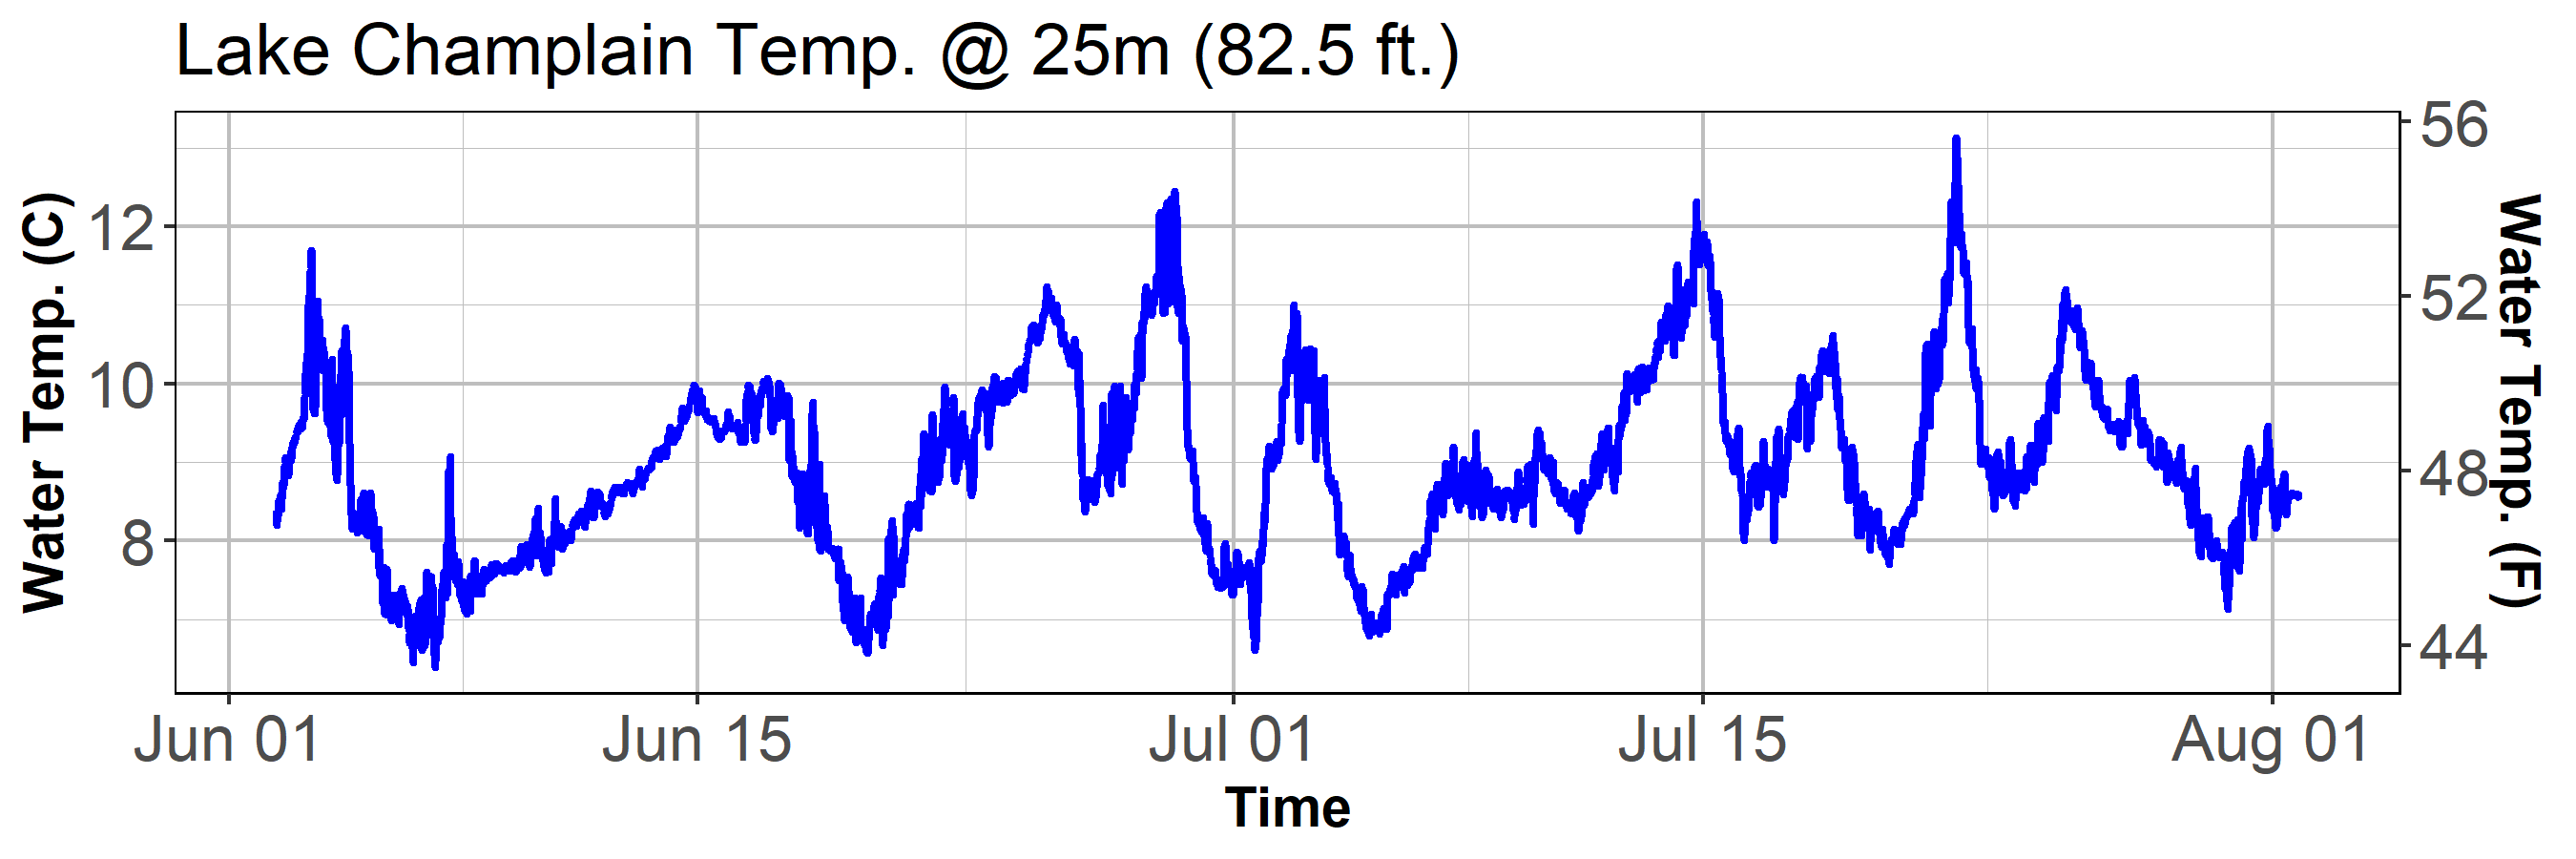 Lake Champlain Temp. @ 25m (82.5 ft.)
Water Temp. (C)
12
10
8
56
52
48
44
Water Temp. (F)
Jun 01
Jun 15
Jul 01
Jul 15
Aug 01
Time